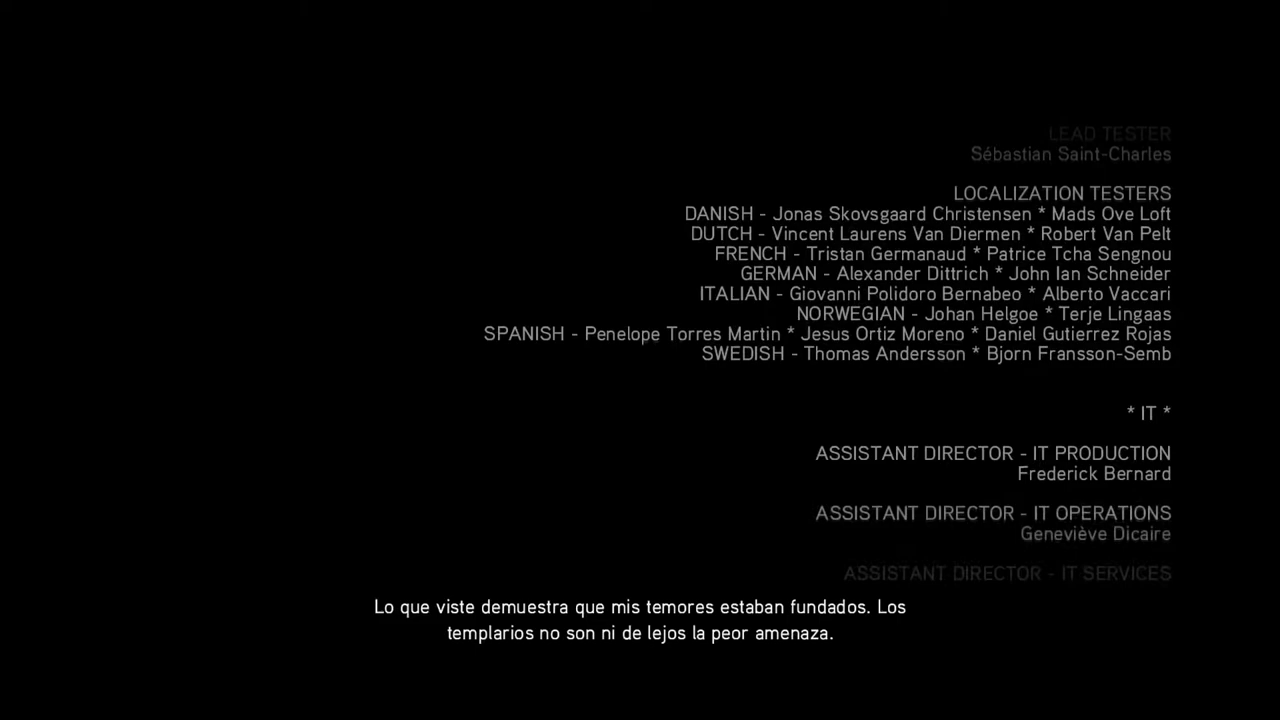 LEAD TESTER
Sébastian Saint-Charles
LOCALIZATION TESTERS
DANISH - Jonas Skovsgaard Christensen * Mads Ove Loft
DUTCH - Vincent Laurens Van Diermen * Robert Van Pelt
FRENCH - Tristan Germanaud * Patrice Tcha Sengnou
GERMAN - Alexander Dittrich * John Ian Schneider
ITALIAN - Giovanni Polidoro Bernabeo * Alberto Vaccari
NORWEGIAN - Johan Helgoe * Terje Lingaas
SPANISH - Penelope Torres Martin * Jesus Ortiz Moreno * Daniel Gutierrez Rojas
SWEDISH - Thomas Andersson * Bjorn Fransson-Semb
* IT *
ASSISTANT DIRECTOR - IT PRODUCTION
Frederick Bernard
ASSISTANT DIRECTOR - IT OPERATIONS
Geneviève Dicaire
ASSISTANT DIRECTOR - IT SERVICES
Lo que viste demuestra que mis temores estaban fundados. Los
templarios no son ni de lejos la peor amenaza.